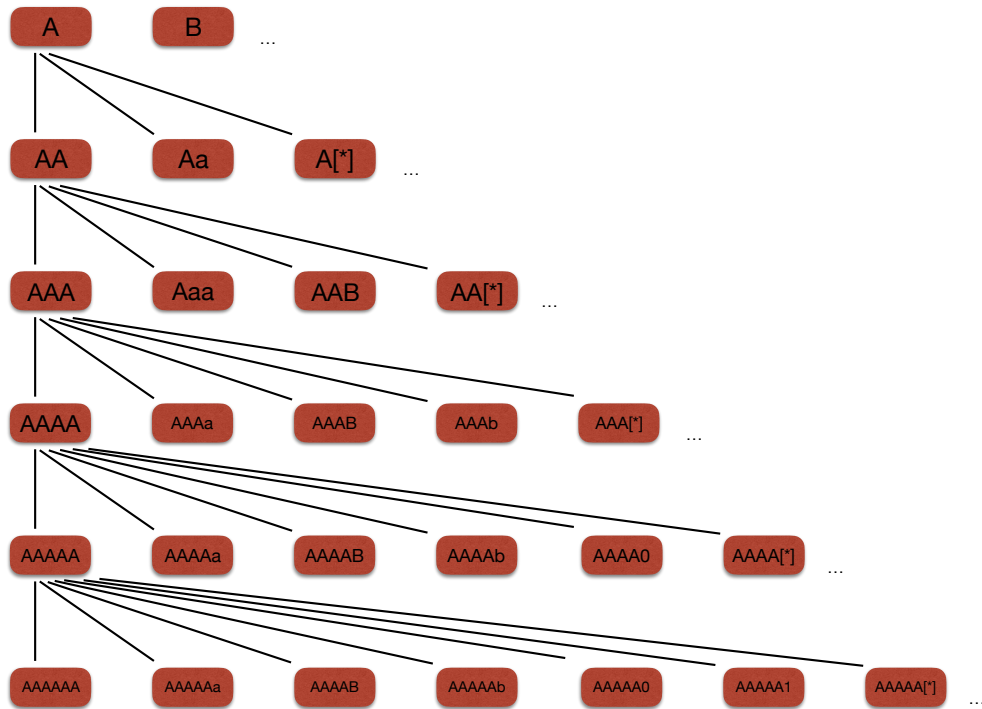 A B ...
AA Aa A[*] ...
AAA Aaa AAB AA[*] ...
AAAA AAAa AAAB AAAb AAA[*] ...
AAAAA AAAAa AAAAB AAAAb AAAA0 AAAA[*] ...
AAAAAA AAAAAa AAAAB AAAAAb AAAAA0 AAAAA1 AAAAA[*] ...